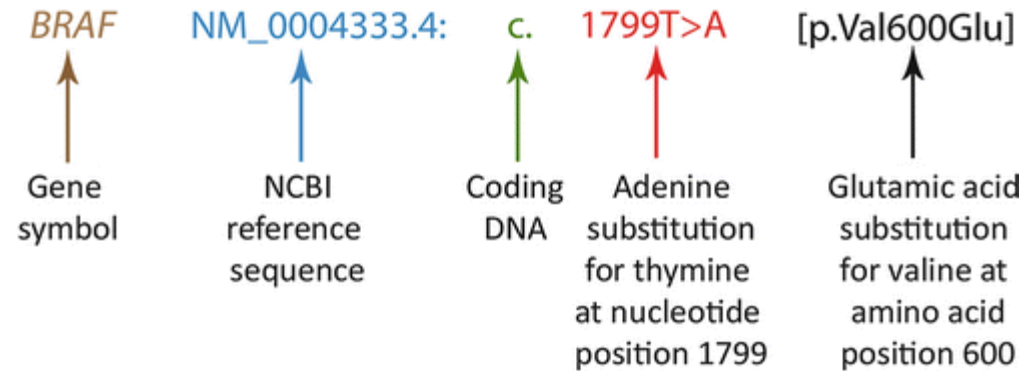 BRAF NM_0004333.4: c. 1799T>A [p.Val600Glu]
Gene
symbol
NCBI
reference
sequence
Coding
DNA
Adenine
substitution
for thymine
at nucleotide
position 1799
Glutamic acid
substitution
for valine at
amino acid
position 600